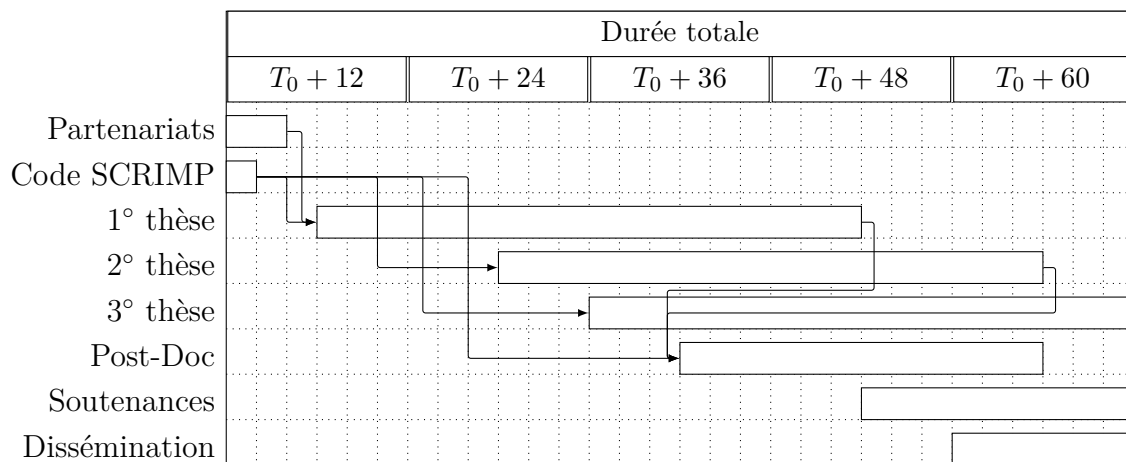 Durée totale
T₀ + 12 T₀ + 24 T₀ + 36 T₀ + 48 T₀ + 60
Partenariats
Code SCRIMP
1° thèse
2° thèse
3° thèse
Post-Doc
Soutenances
Dissémination